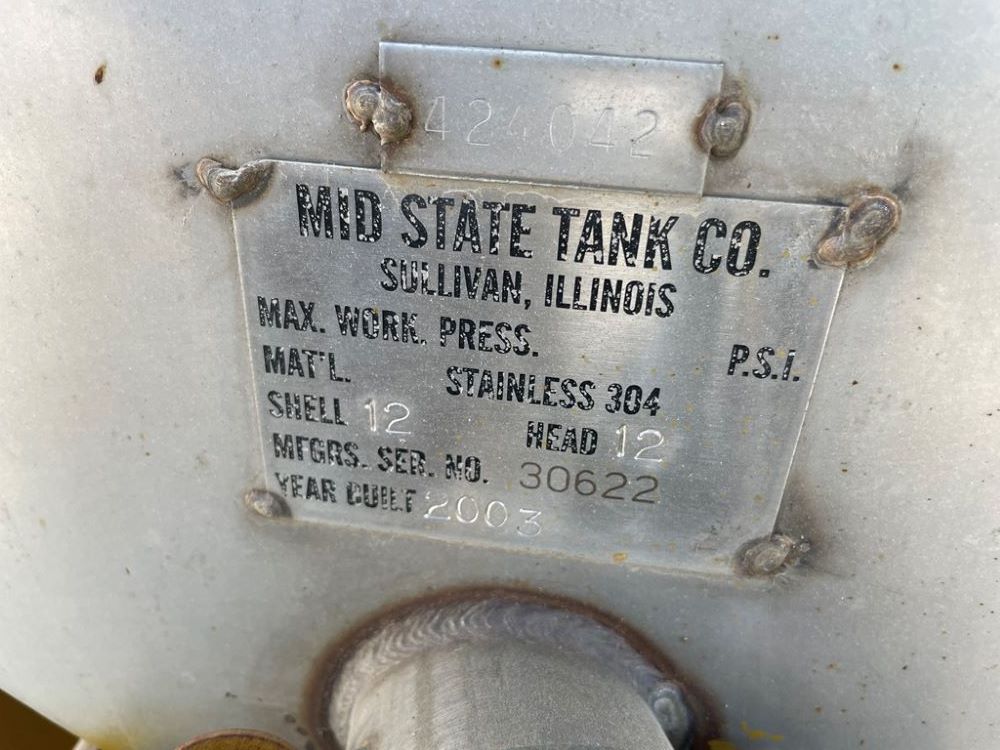 424042
MID STATE TANK CO.
SULLIVAN, ILLINOIS
MAX. WORK. PRESS. P.S.I.
MAT'L. STAINLESS 304
SHELL 12 HEAD 12
MFGRS. SER. NO. 30622
YEAR BUILT 2003